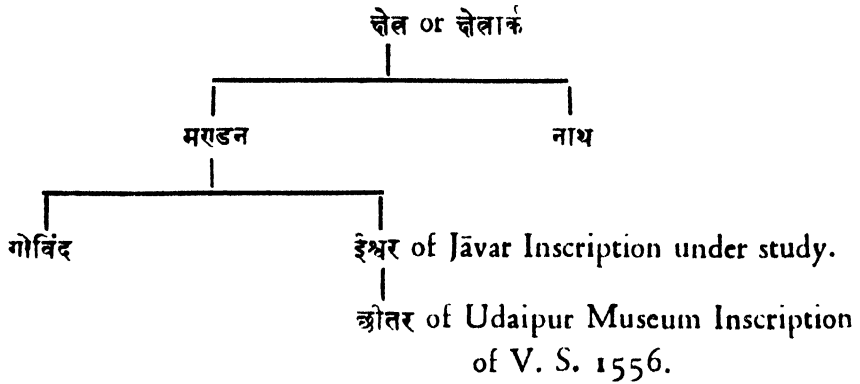 क्षेत्र or क्षेत्रार्क
मण्डन नाथ
गोविंद ईश्वर of Jāvar Inscription under study.
छीतर of Udaipur Museum Inscription
of V. S. 1556.